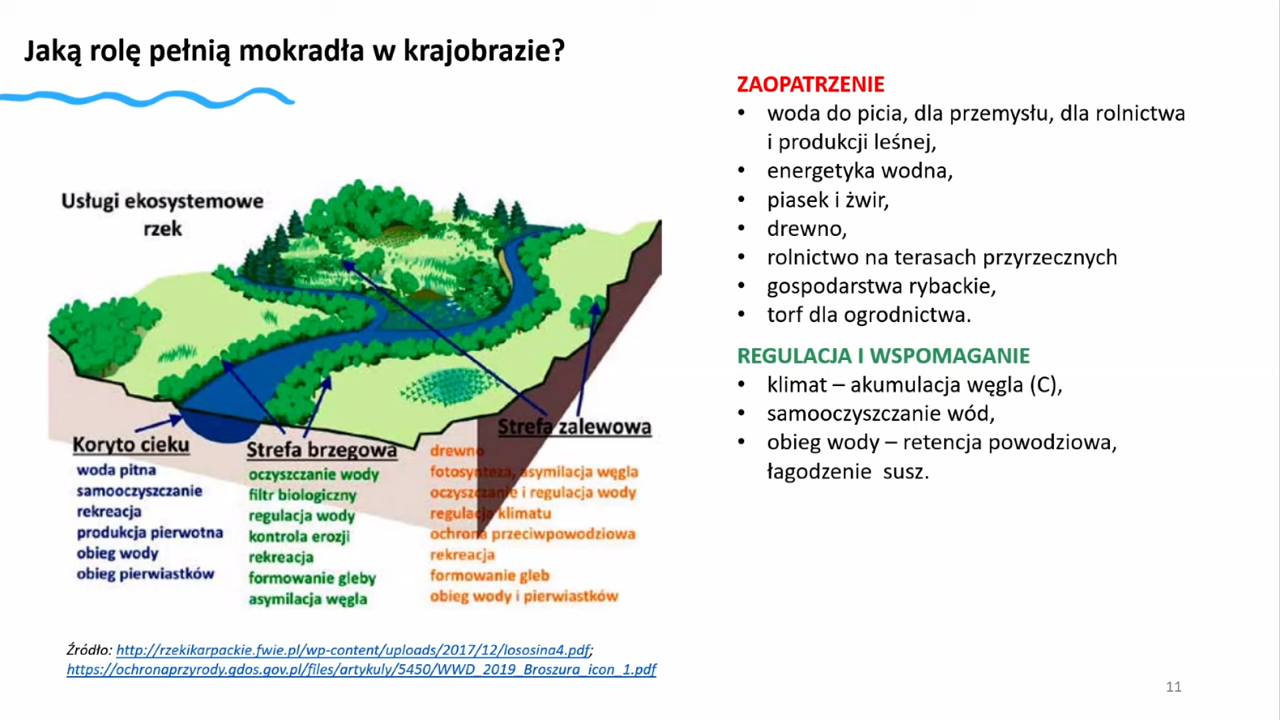 Jaką rolę pełnią mokradła w krajobrazie?
Usługi ekosystemowe
rzek
Koryto cieku
woda pitna
samooczyszczanie
rekreacja
produkcja pierwotna
obieg wody
obieg pierwiastków
Strefa brzegowa
oczyszczanie wody
filtr biologiczny
regulacja wody
kontrola erozji
rekreacja
formowanie gleby
asymilacja węgla
Strefa zalewowa
drewno
fotosynteza, asymilacja węgla
oczyszczanie i regulacja wody
regulacja klimatu
ochrona przeciwpowodziowa
rekreacja
formowanie gleb
obieg wody i pierwiastków
Źródło: http://rzekikarpackie.fwie.pl/wp-content/uploads/2017/12/lososina4.pdf;
https://ochronaprzyrody.gdos.gov.pl/files/artykuly/5450/WWD_2019_Broszura_icon_1.pdf
ZAOPATRZENIE
• woda do picia, dla przemysłu, dla rolnictwa
i produkcji leśnej,
• energetyka wodna,
• piasek i żwir,
• drewno,
• rolnictwo na terasach przyrzecznych
• gospodarstwa rybackie,
• torf dla ogrodnictwa.
REGULACJA I WSPOMAGANIE
• klimat – akumulacja węgla (C),
• samooczyszczanie wód,
• obieg wody – retencja powodziowa,
łagodzenie susz.
11